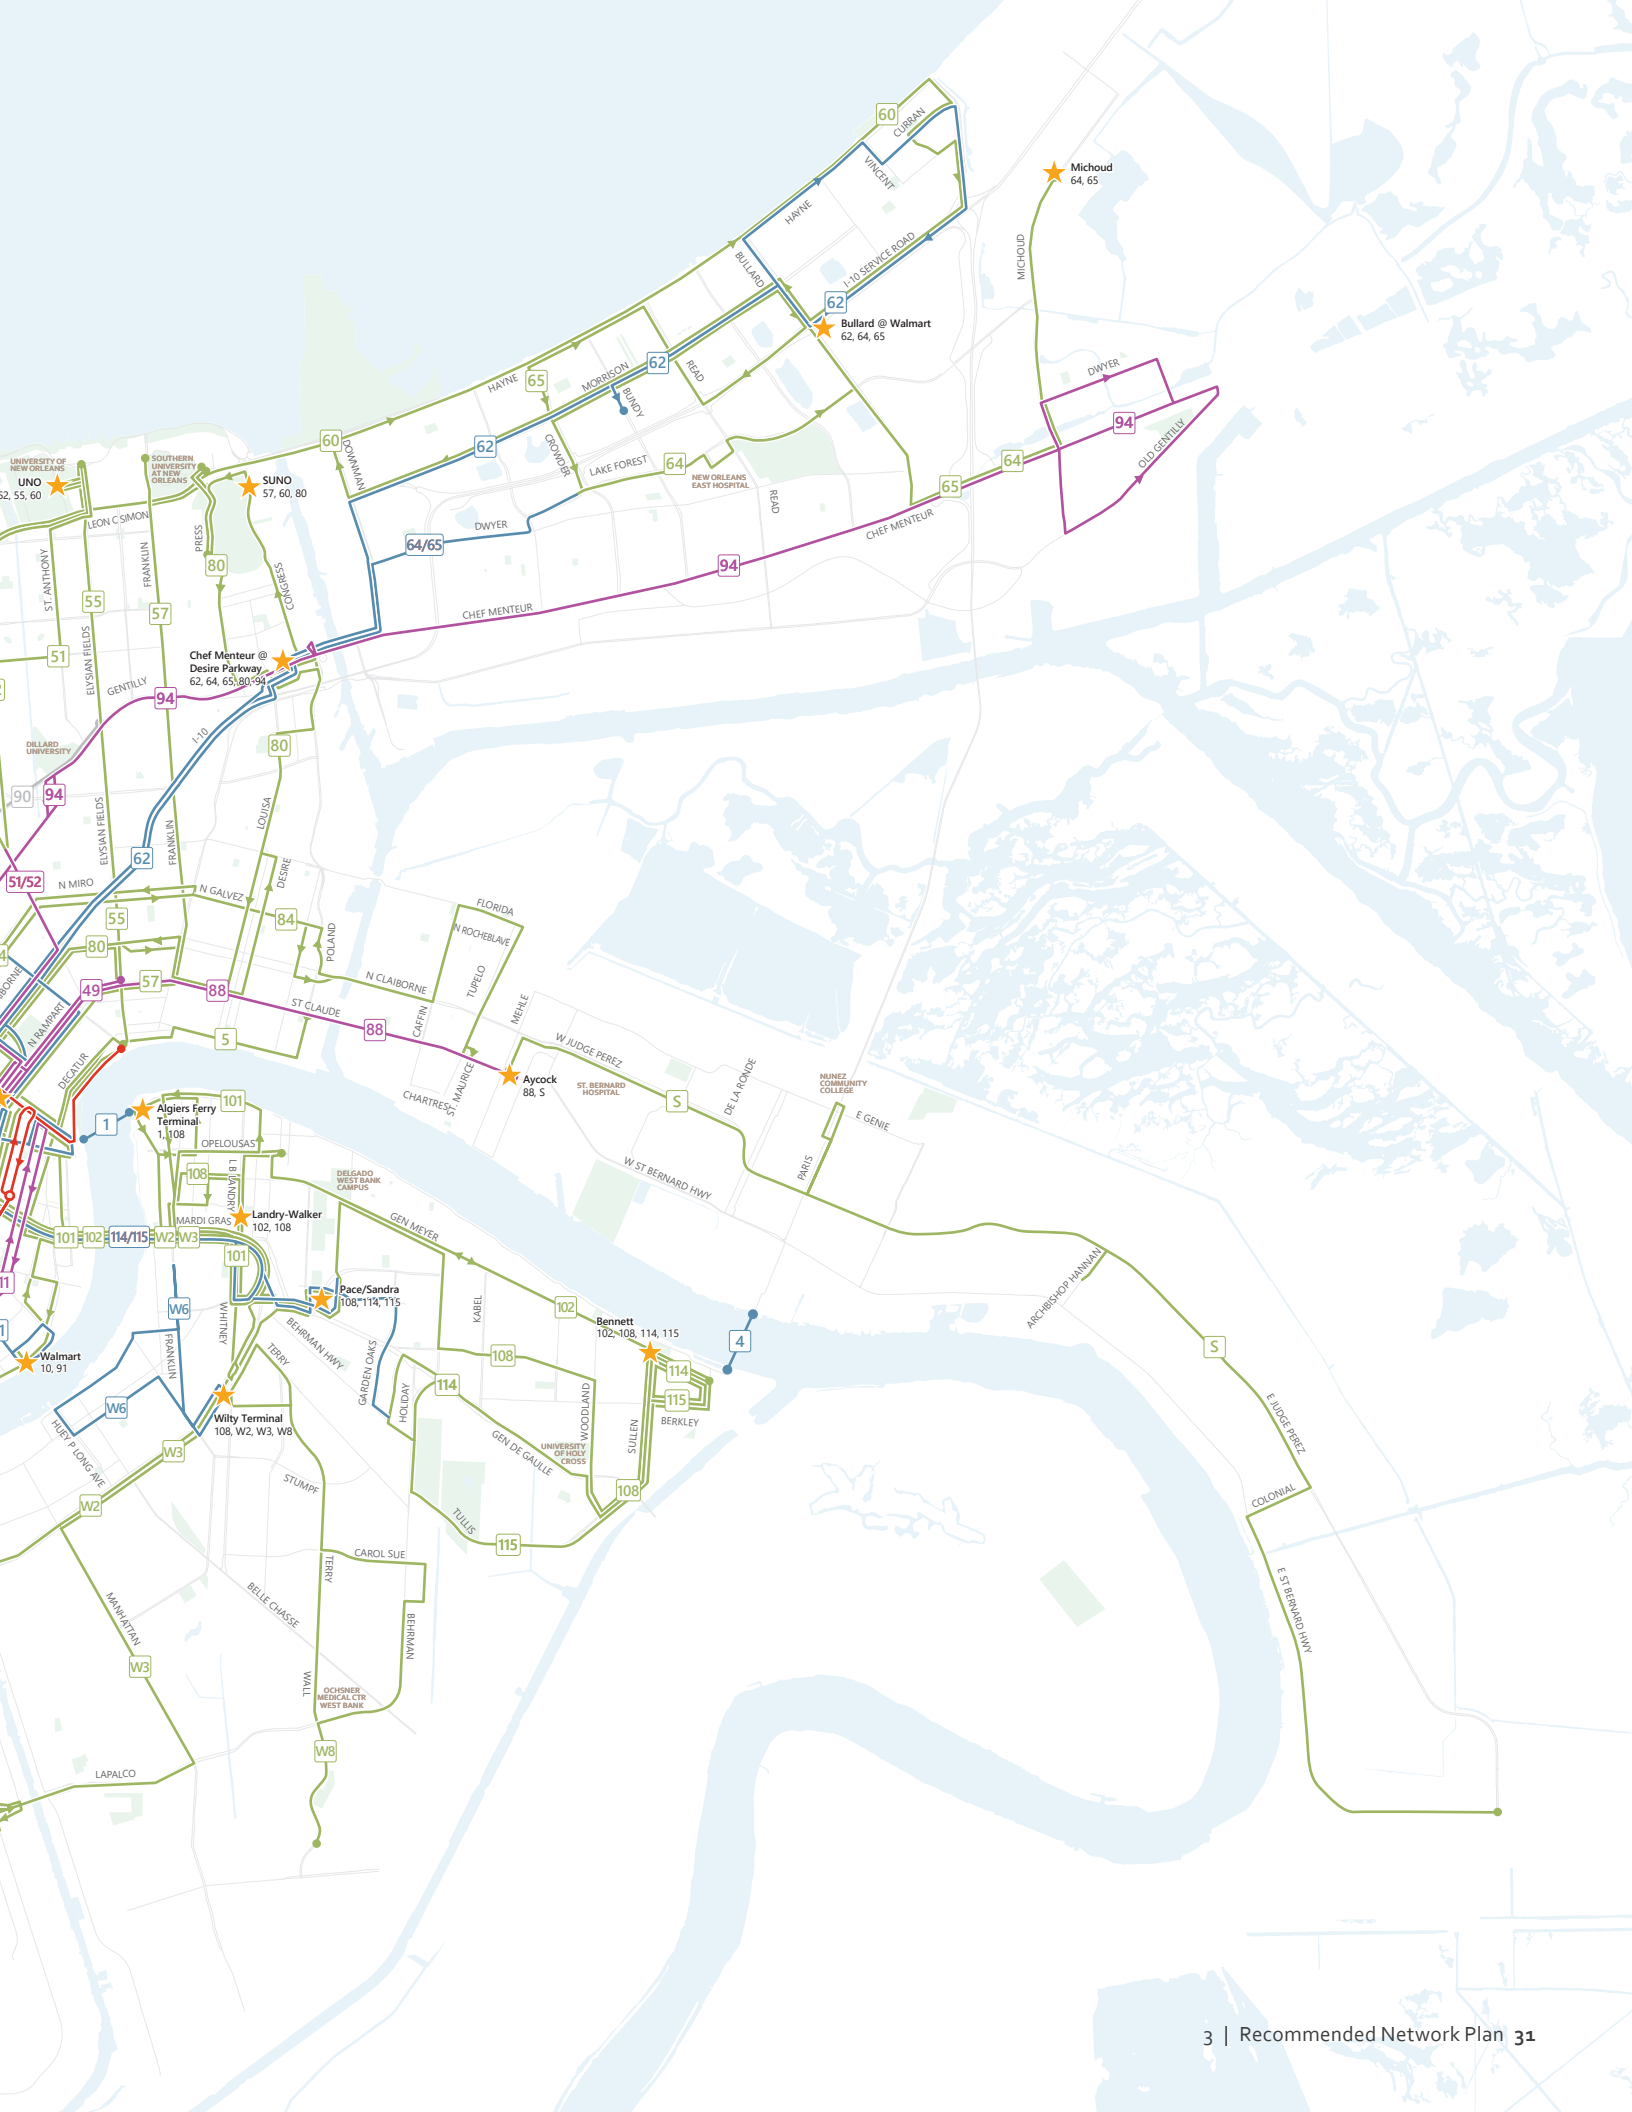 60
CURRAN
VINCENT
Michoud
64, 65
HAYNE
BULLARD
I-10 SERVICE ROAD
MICHOUD
62
Bullard @ Walmart
62, 64, 65
62
READ
DWYER
65
MORRISON
HAYNE
BUNDY
94
60
62
DOWNMAN
CROWDER
LAKE FOREST
64
64
OLD GENTILLY
UNIVERSITY OF
NEW ORLEANS
SOUTHERN
UNIVERSITY
AT NEW
ORLEANS
UNO
52, 55, 60
SUNO
57, 60, 80
NEW ORLEANS
EAST HOSPITAL
65
READ
LEON C SIMON
PRESS
DWYER
CHEF MENTEUR
64/65
FRANKLIN
ST. ANTHONY
80
94
CONGRESS
55
57
CHEF MENTEUR
51
ELYSIAN FIELDS
Chef Menteur @
Desire Parkway
62, 64, 65, 80, 94
GENTILLY
94
I-10
DILLARD
UNIVERSITY
80
90
94
LOUISA
ELYSIAN FIELDS
FRANKLIN
62
51/52
N MIRO
N GALVEZ
DESIRE
FLORIDA
55
84
POLAND
N ROCHEBLAVE
80
N CLAIBORNE
TUPELO
57
49
88
ST CLAUDE
MEHLE
CAFFIN
88
N RAMPART
5
W JUDGE PEREZ
DECATUR
Aycock
88, S
ST. BERNARD
HOSPITAL
NUNEZ
COMMUNITY
COLLEGE
DE LA RONDE
CHARTRES
ST. MAURICE
S
101
Algiers Ferry
Terminal
1, 108
1
E GENIE
OPELOUSAS
108
L B LANDRY
DELGADO
WEST BANK
CAMPUS
W ST BERNARD HWY
PARIS
MARDI GRAS
Landry-Walker
102, 108
GEN MEYER
101
102
114/115
W2
W3
101
ARCHBISHOP HANNAN
11
Pace/Sandra
108, 114, 115
W6
WHITNEY
KABEL
102
BEHRMAN HWY
Bennett
102, 108, 114, 115
4
S
Walmart
10, 91
FRANKLIN
TERRY
GARDEN OAKS
108
114
114
HOLIDAY
W6
WOODLAND
115
BERKLEY
Wilty Terminal
108, W2, W3, W8
SULLEN
E JUDGE PEREZ
HUEY P LONG AVE
W3
GEN DE GAULLE
UNIVERSITY
OF HOLY
CROSS
STUMPF
108
COLONIAL
W2
TULLIS
115
CAROL SUE
TERRY
E ST BERNARD HWY
MANHATTAN
BELLE CHASSE
BEHRMAN
W3
WALL
OCHSNER
MEDICAL CTR
WEST BANK
W8
LAPALCO
3 | Recommended Network Plan 31